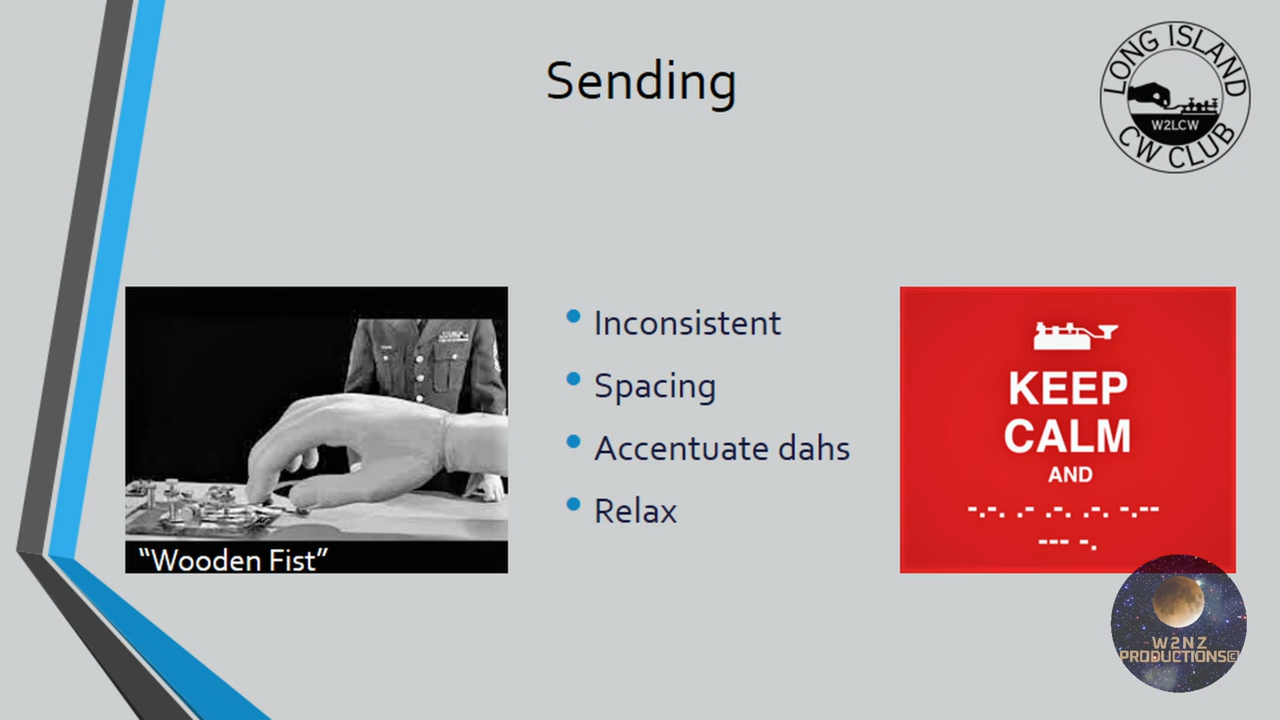 Sending
LONG ISLAND
W2LCW
CW CLUB
"Wooden Fist"
Inconsistent
Spacing
Accentuate dahs
Relax
KEEP
CALM
AND
-.-. .- .-. .-. -.--
--- -.
W2NZ
PRODUCTIONS©